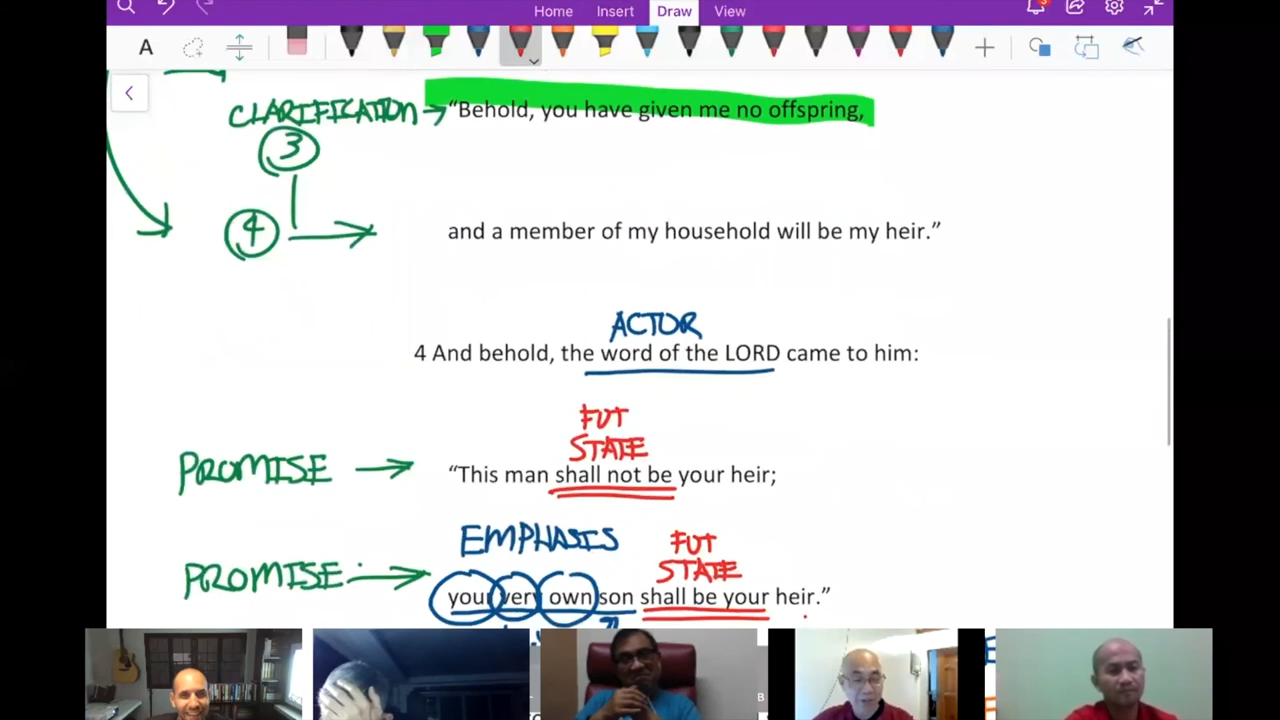 Home Insert Draw View
A
CLARIFICATION → “Behold, you have given me no offspring,
3
4 and a member of my household will be my heir.”
ACTOR
4 And behold, the word of the LORD came to him:
FUT
STATE
PROMISE → “This man shall not be your heir;
EMPHASIS FUT
STATE
PROMISE → your very own son shall be your heir.”